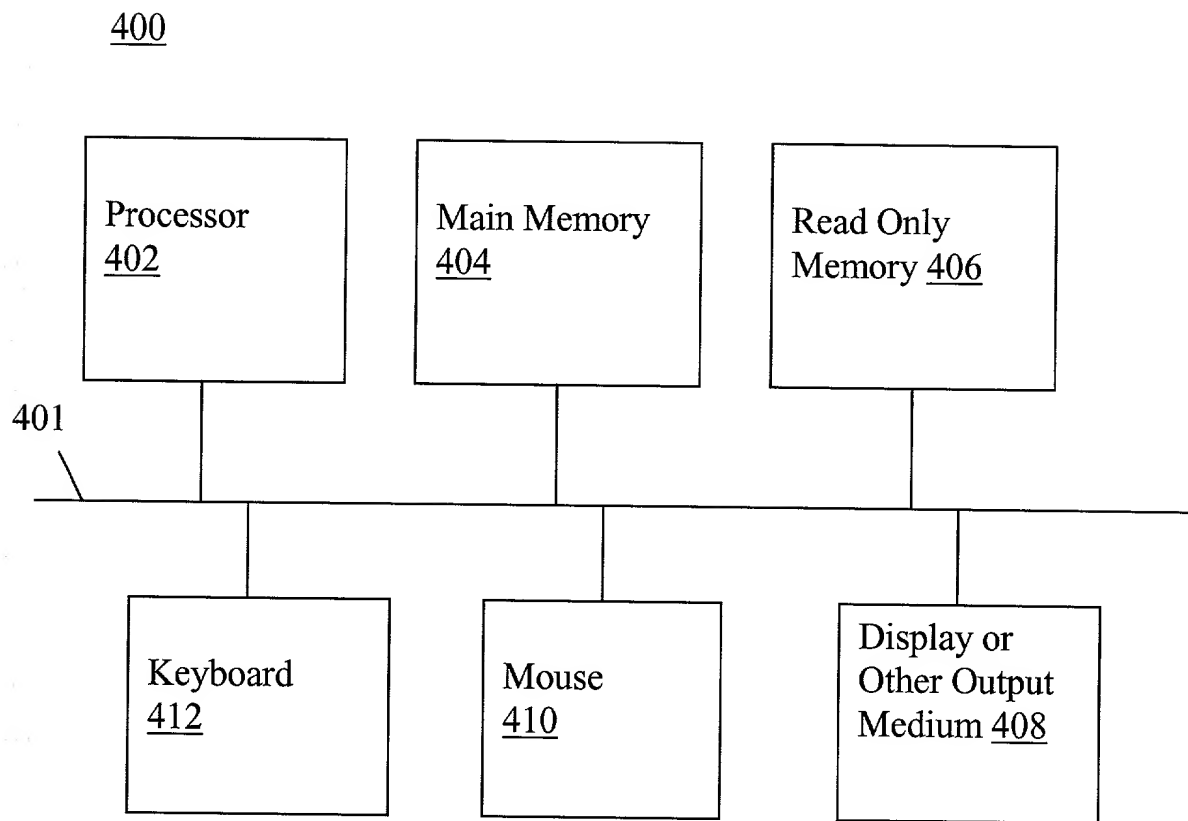 400
Processor
402
Main Memory
404
Read Only
Memory 406
401
Keyboard
412
Mouse
410
Display or
Other Output
Medium 408